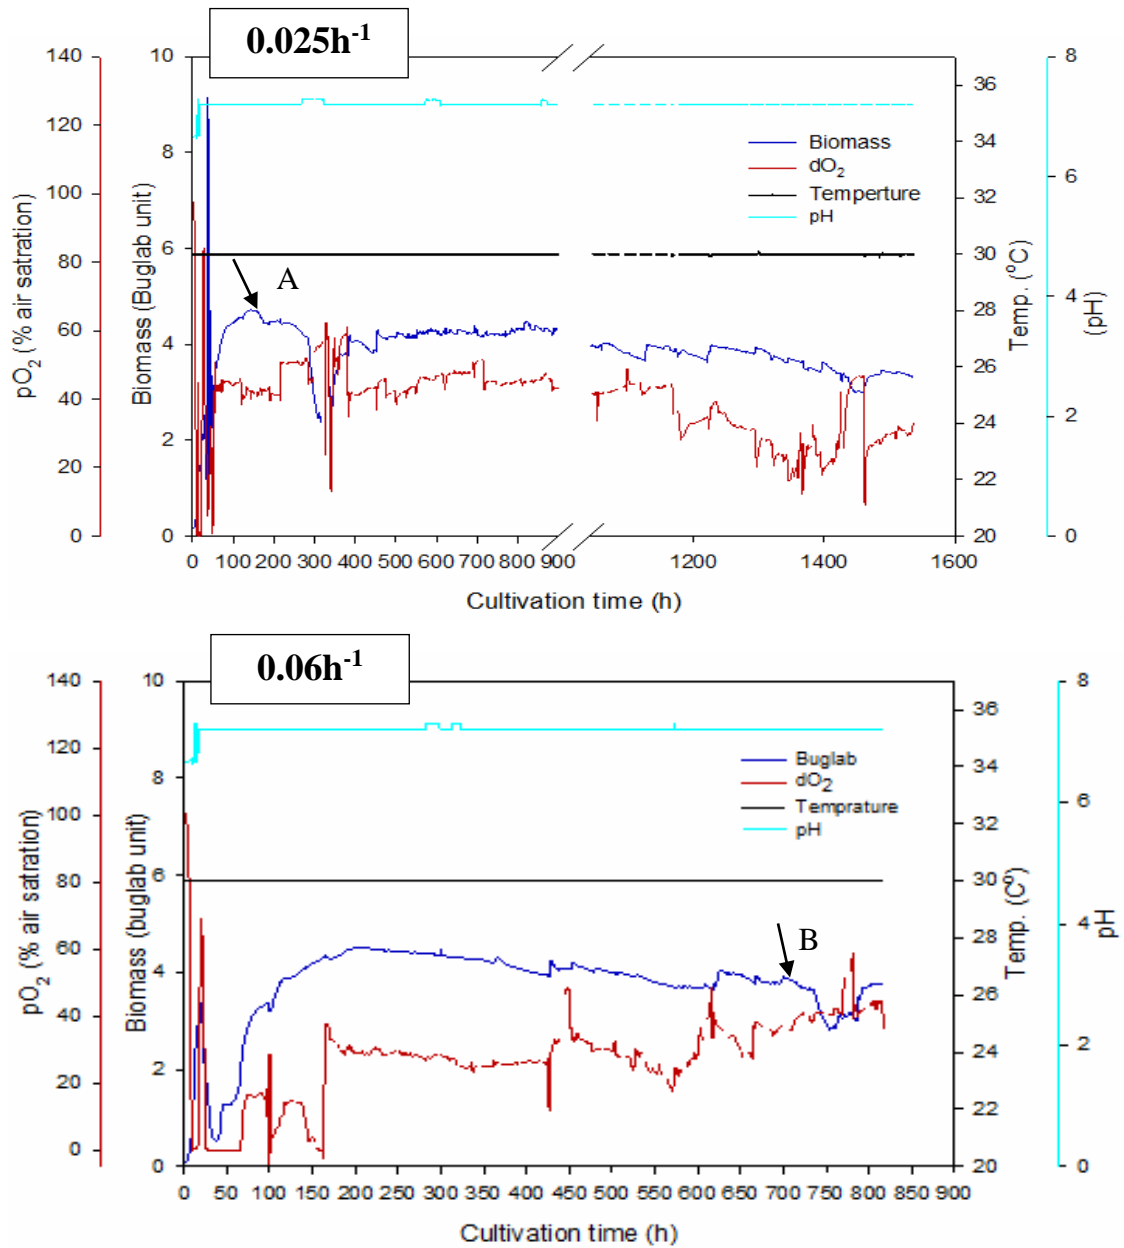 0.025h-1
140
120
100
80
60
40
20
0
pO2 (% air satration)
10
8
6
4
2
0
Biomass (Buglab unit)
Biomass
dO2
Temperture
pH
A
36
34
32
30
28
26
24
22
20
Temp. (oC)
8
6
4
2
0
(pH)
0 100 200 300 400 500 600 700 800 900 1200 1400 1600
Cultivation time (h)
0.06h-1
140
120
100
80
60
40
20
0
pO2 (% air satration)
10
8
6
4
2
0
Biomass (buglab unit)
Buglab
dO2
Temprature
pH
B
36
34
32
30
28
26
24
22
20
Temp. (Co)
8
6
4
2
0
pH
0 50 100 150 200 250 300 350 400 450 500 550 600 650 700 750 800 850 900
Cultivation time (h)